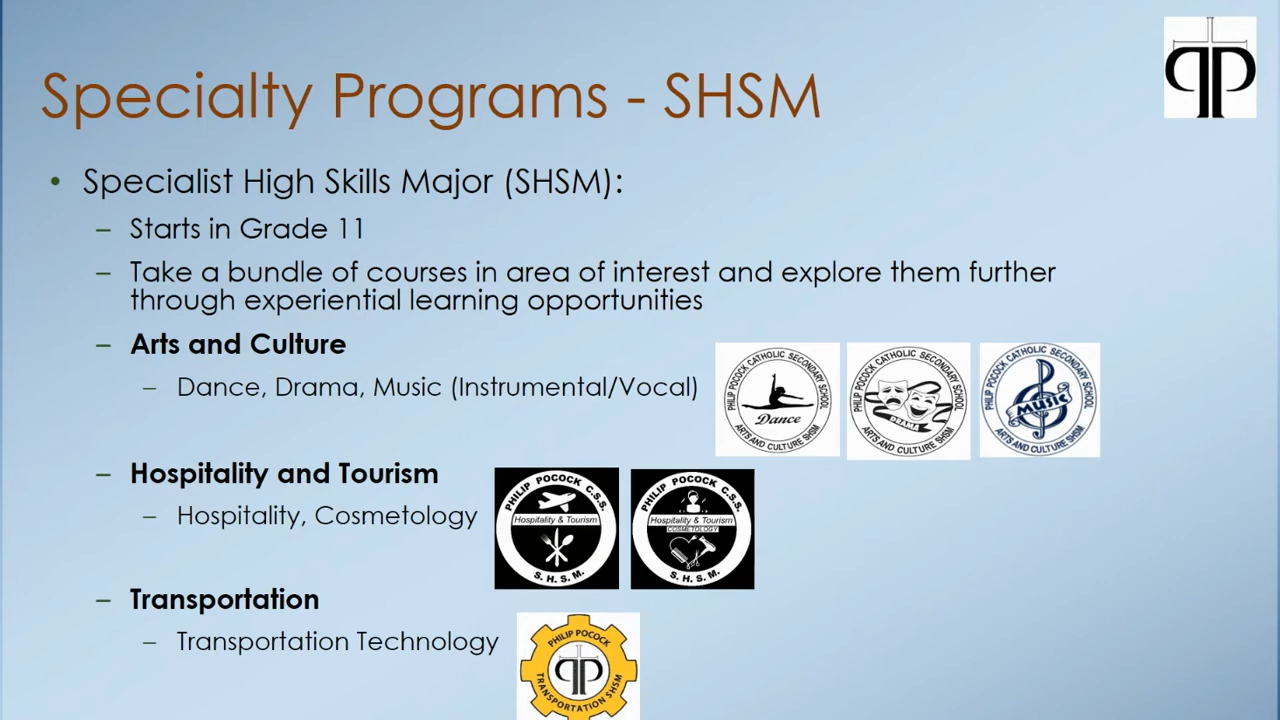 Specialty Programs - SHSM
• Specialist High Skills Major (SHSM):
– Starts in Grade 11
– Take a bundle of courses in area of interest and explore them further
through experiential learning opportunities
– Arts and Culture
– Dance, Drama, Music (Instrumental/Vocal)
PHILIP POCOCK CATHOLIC SECONDARY SCHOOL
Dance
ARTS AND CULTURE SHSM
PHILIP POCOCK CATHOLIC SECONDARY SCHOOL
DRAMA
ARTS AND CULTURE SHSM
PHILIP POCOCK CATHOLIC SECONDARY SCHOOL
MUSIC
ARTS AND CULTURE SHSM
– Hospitality and Tourism
– Hospitality, Cosmetology
PHILIP POCOCK C.S.S.
Hospitality & Tourism
S. H. S. M.
PHILIP POCOCK C.S.S.
Hospitality & Tourism
COSMETOLOGY
S. H. S. M.
– Transportation
– Transportation Technology
PHILIP POCOCK
TRANSPORTATION SHSM